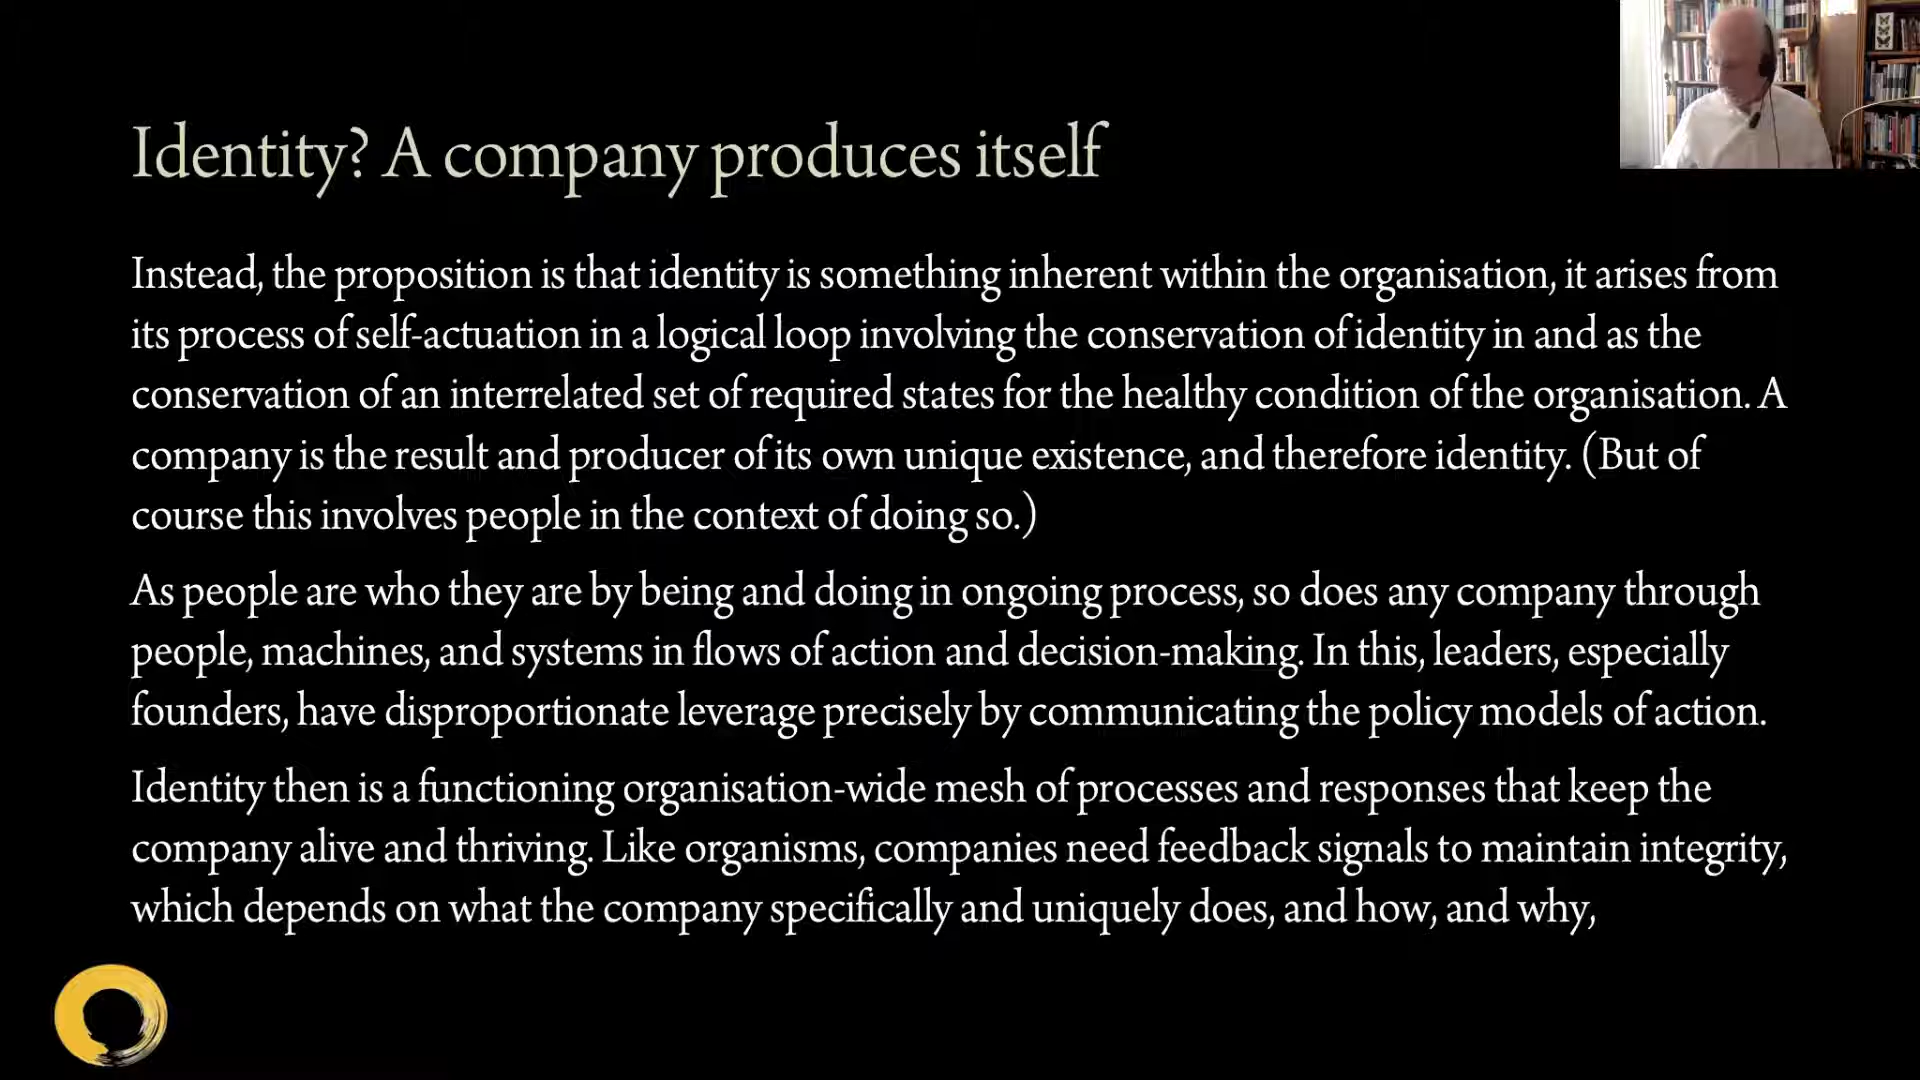 Identity? A company produces itself
Instead, the proposition is that identity is something inherent within the organisation, it arises from
its process of self-actuation in a logical loop involving the conservation of identity in and as the
conservation of an interrelated set of required states for the healthy condition of the organisation. A
company is the result and producer of its own unique existence, and therefore identity. (But of
course this involves people in the context of doing so.)
As people are who they are by being and doing in ongoing process, so does any company through
people, machines, and systems in flows of action and decision-making. In this, leaders, especially
founders, have disproportionate leverage precisely by communicating the policy models of action.
Identity then is a functioning organisation-wide mesh of processes and responses that keep the
company alive and thriving. Like organisms, companies need feedback signals to maintain integrity,
which depends on what the company specifically and uniquely does, and how, and why,